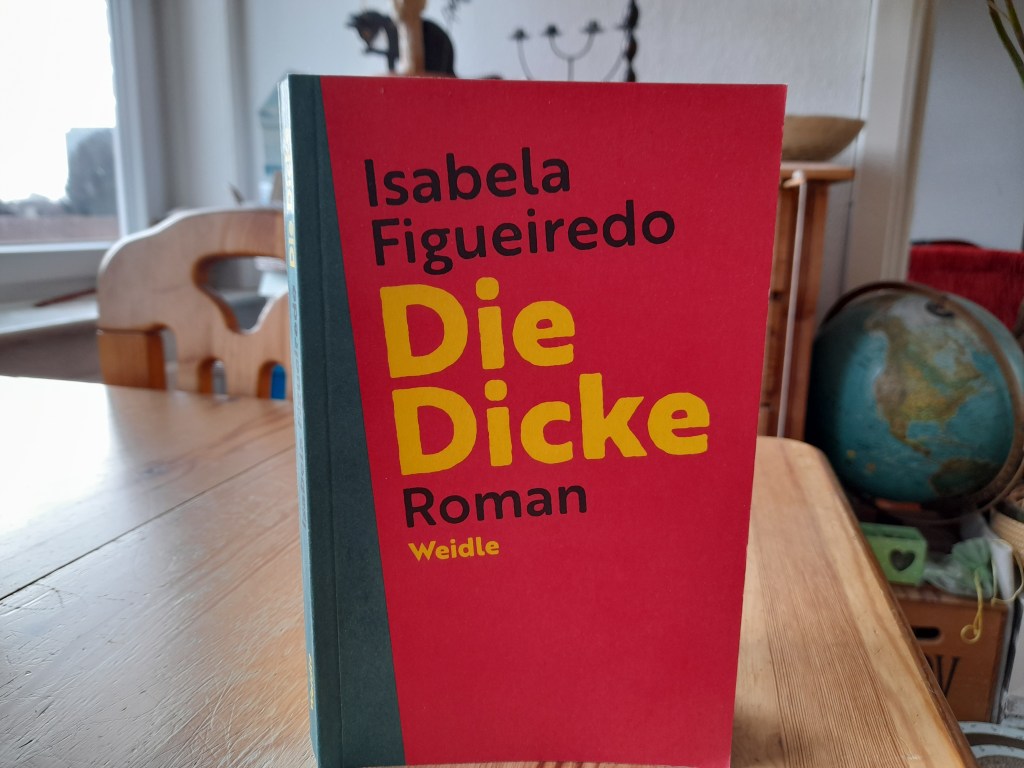 Isabela
Figueiredo
Die
Dicke
Roman
Weidle